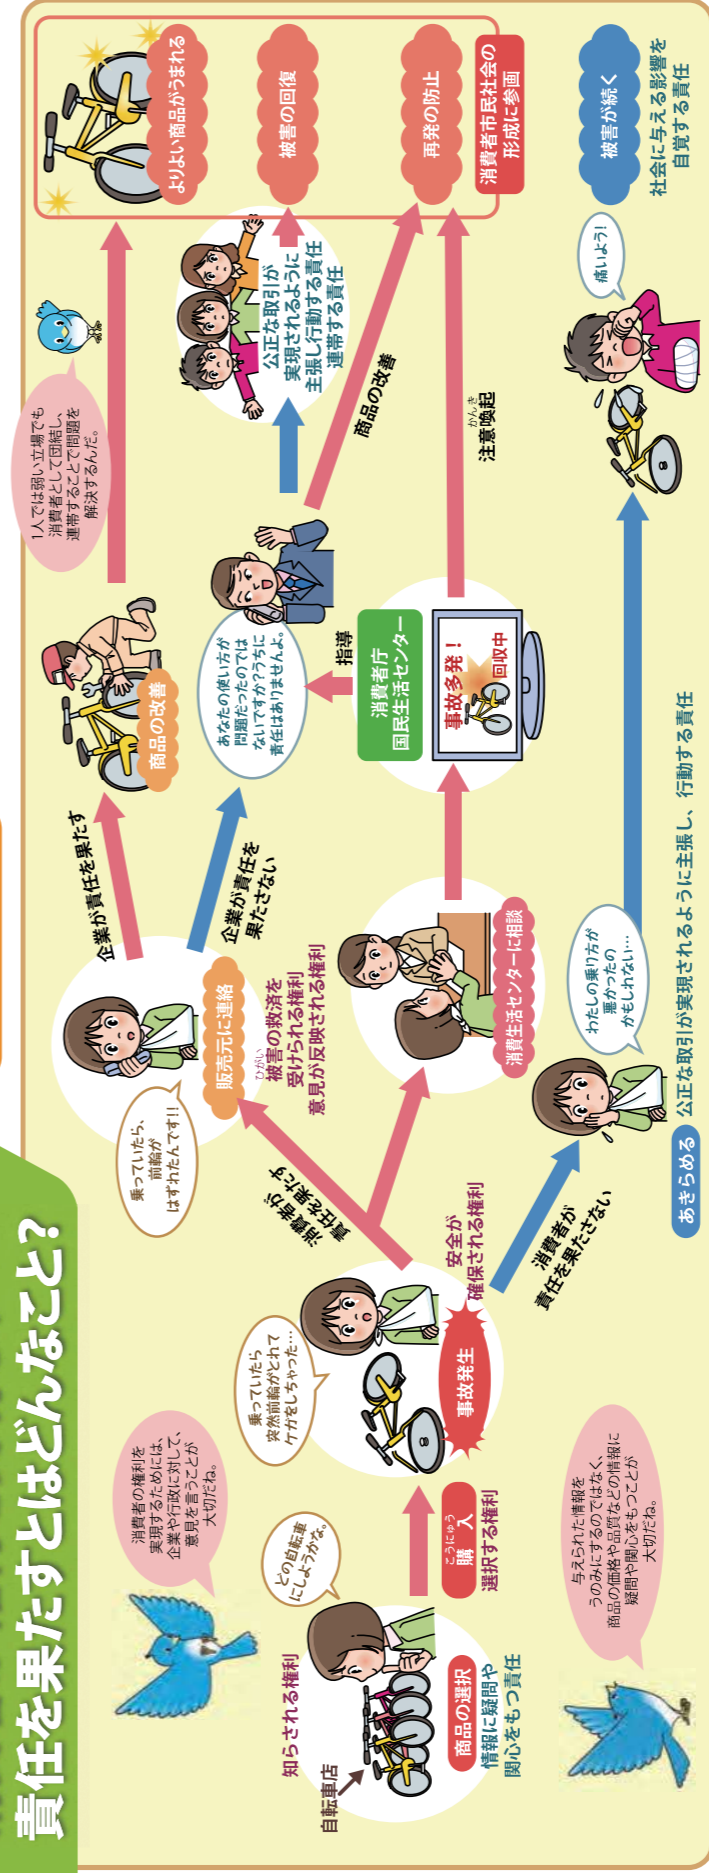 責任を果たすとはどんなこと?
消費者の権利を
実現するためには、
企業や行政に対して、
意見を言うことが
大切だね。
どの自転車
にしようかな。
知らされる権利
自転車店
商品の選択
情報に疑問や
関心をもつ責任
与えられた情報を
うのみにするのではなく、
商品の価格や品質などの情報に
疑問や関心をもつことが
大切だね。
こうにゅう
購 入
選択する権利
乗っていたら
突然前輪がとれて
ケガをしちゃった…
事故発生
安全が
確保される権利
消費者が
責任を果たす
消費者が
責任を果たさない
乗っていたら、
前輪が
はずれたんです!!
販売元に連絡
ひがい
被害の救済を
受けられる権利
意見が反映される権利
消費生活センターに相談
わたしの乗り方が
悪かったの
かもしれない…
あきらめる
公正な取引が実現されるように主張し、行動する責任
企業が責任を果たす
企業が責任を
果たさない
商品の改善
あなたの使い方が
問題だったのでは
ないですか?うちに
責任はありませんよ。
指導
消費者庁
国民生活センター
事故多発!
回収中
1人では弱い立場でも
消費者として団結し、
連帯することで問題を
解決するんだ。
公正な取引が
実現されるように
主張し行動する責任
連帯する責任
商品の改善
かんき
注意喚起
痛いよう!
よりよい商品がうまれる
被害の回復
再発の防止
消費者市民社会の
形成に参画
被害が続く
社会に与える影響を
自覚する責任